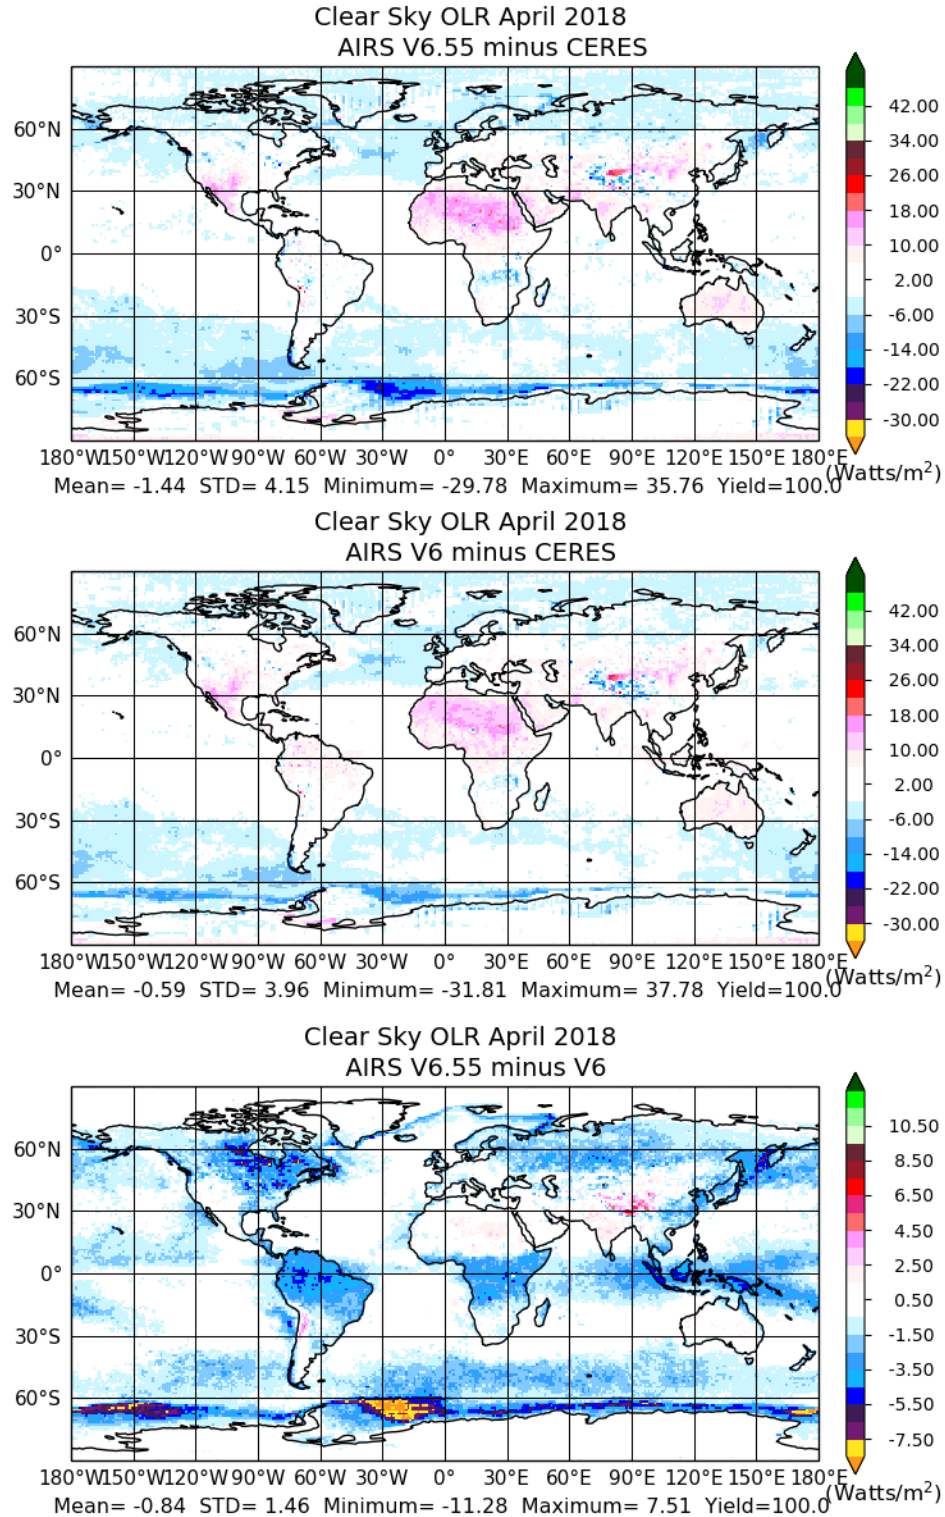 Clear Sky OLR April 2018
AIRS V6.55 minus CERES
60°N
30°N
0°
30°S
60°S
180°W150°W120°W90°W 60°W 30°W 0° 30°E 60°E 90°E 120°E 150°E 180°E
42.00
34.00
26.00
18.00
10.00
2.00
-6.00
-14.00
-22.00
-30.00
(Watts/m²)
Mean= -1.44 STD= 4.15 Minimum= -29.78 Maximum= 35.76 Yield=100.0
Clear Sky OLR April 2018
AIRS V6 minus CERES
60°N
30°N
0°
30°S
60°S
180°W150°W120°W90°W 60°W 30°W 0° 30°E 60°E 90°E 120°E 150°E 180°E
42.00
34.00
26.00
18.00
10.00
2.00
-6.00
-14.00
-22.00
-30.00
(Watts/m²)
Mean= -0.59 STD= 3.96 Minimum= -31.81 Maximum= 37.78 Yield=100.0
Clear Sky OLR April 2018
AIRS V6.55 minus V6
60°N
30°N
0°
30°S
60°S
180°W150°W120°W90°W 60°W 30°W 0° 30°E 60°E 90°E 120°E 150°E 180°E
10.50
8.50
6.50
4.50
2.50
0.50
-1.50
-3.50
-5.50
-7.50
(Watts/m²)
Mean= -0.84 STD= 1.46 Minimum= -11.28 Maximum= 7.51 Yield=100.0